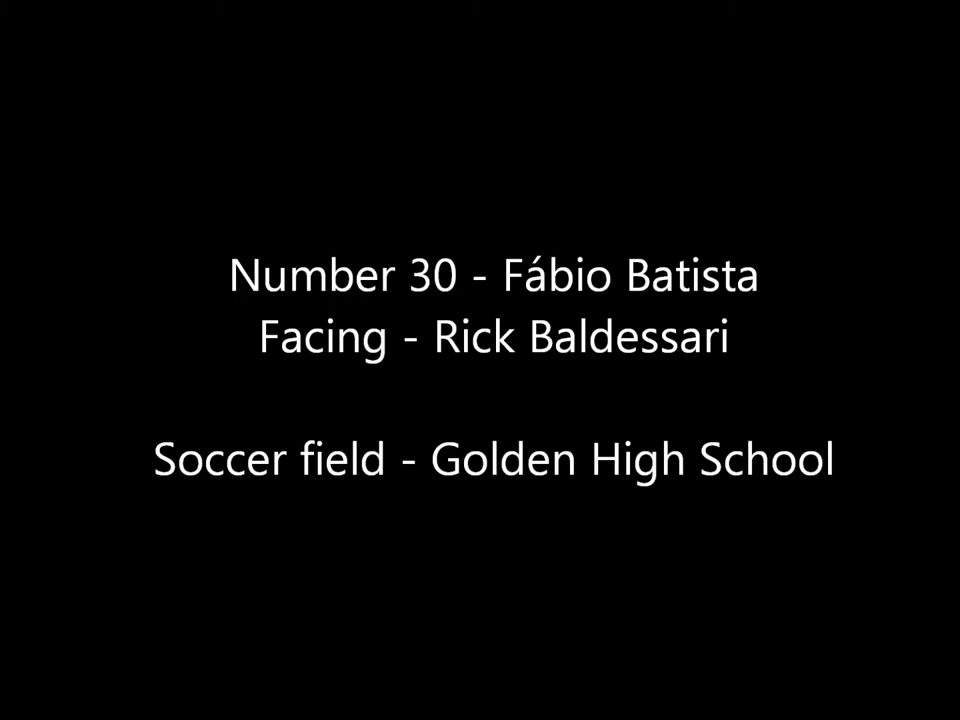 Number 30 - Fábio Batista
Facing - Rick Baldessari
Soccer field - Golden High School